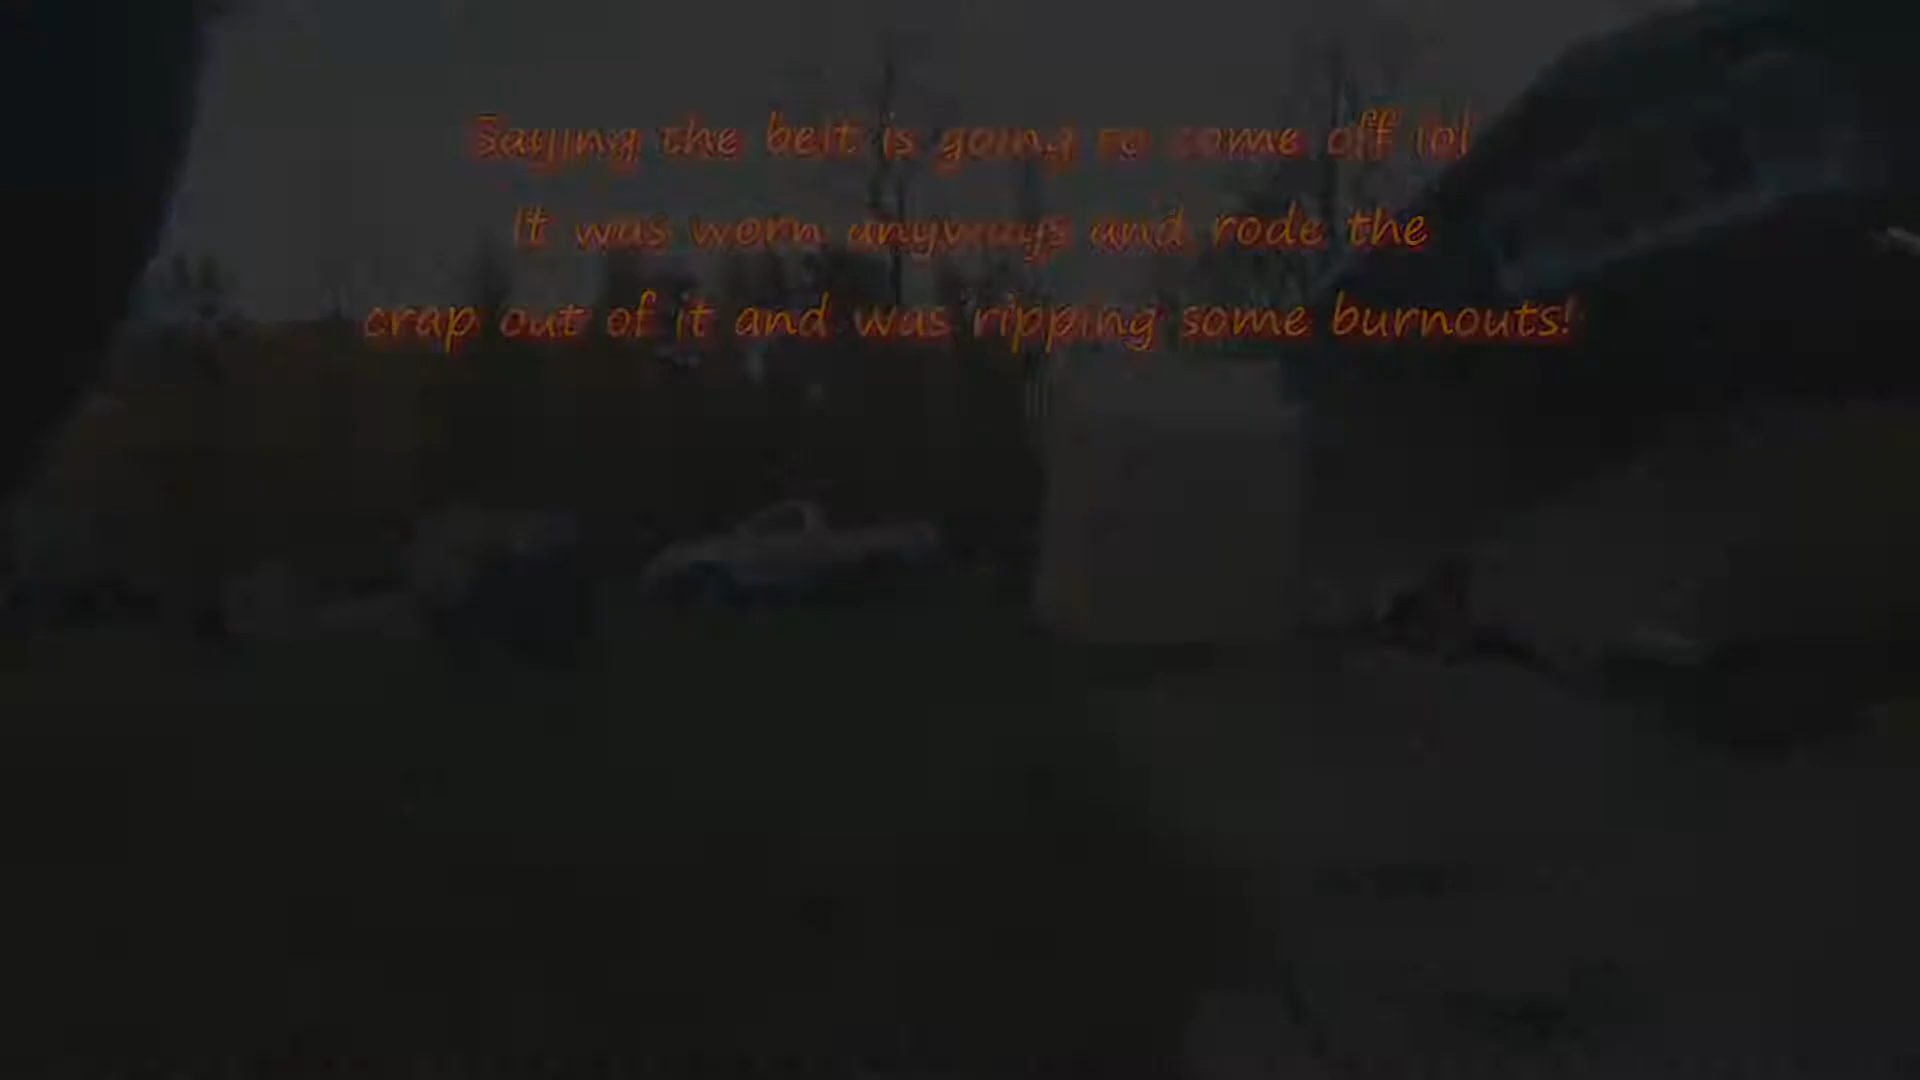 Saying the belt is going to come off lol
It was worn anyways and rode the
crap out of it and was ripping some burnouts!